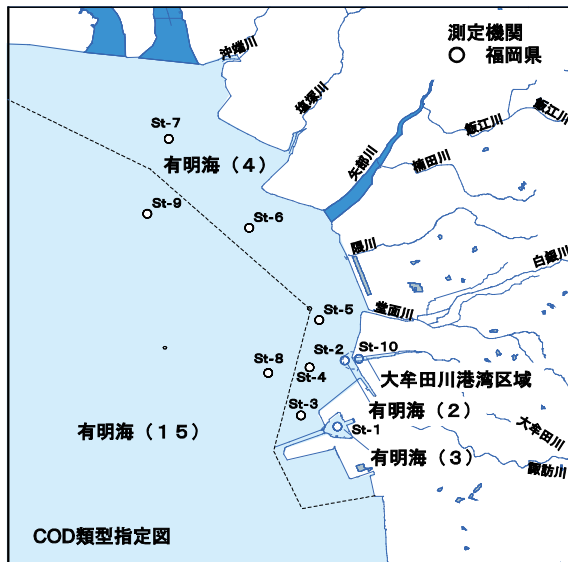 測定機関
○ 福岡県
沖端川
塩塚川
飯江川
飯江川
矢部川
楠田川
St-7
有明海(4)
St-9
St-6
隈川
白銀川
堂面川
St-5
St-2
St-10
St-8
St-4
大牟田川港湾区域
St-3
有明海(2)
有明海(15)
St-1
大牟田川
有明海(3)
諏訪川
COD類型指定図